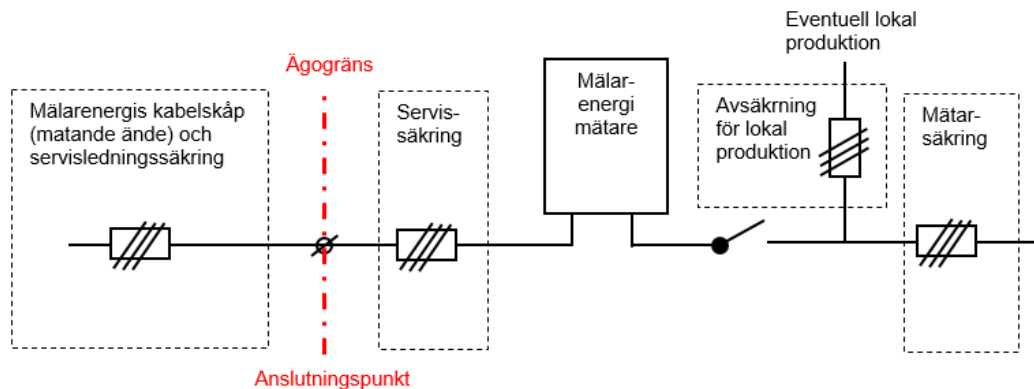 Eventuell lokal
produktion
Ägogräns
Mälarenergis kabelskåp
(matande ände) och
servisledningssäkring
Servis-
säkring
Mälar-
energi
mätare
Avsäkrning
för lokal
produktion
Mätar-
säkring
Anslutningspunkt